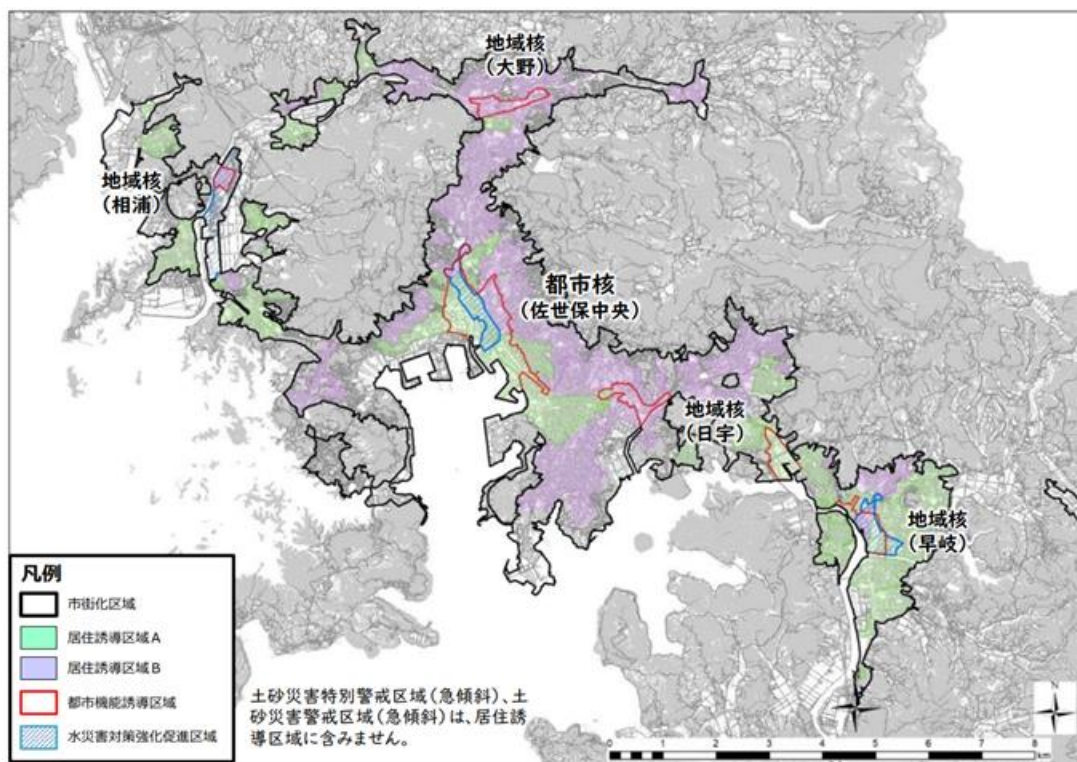 地域核
(大野)
地域核
(相浦)
都市核
(佐世保中央)
地域核
(日宇)
地域核
(早岐)
凡例
市街化区域
居住誘導区域A
居住誘導区域B
都市機能誘導区域
水災害対策強化促進区域
土砂災害特別警戒区域(急傾斜)、土
砂災害警戒区域(急傾斜)は、居住誘
導区域に含みません。
N
0 1 2 3 4 5 6 7 8
km